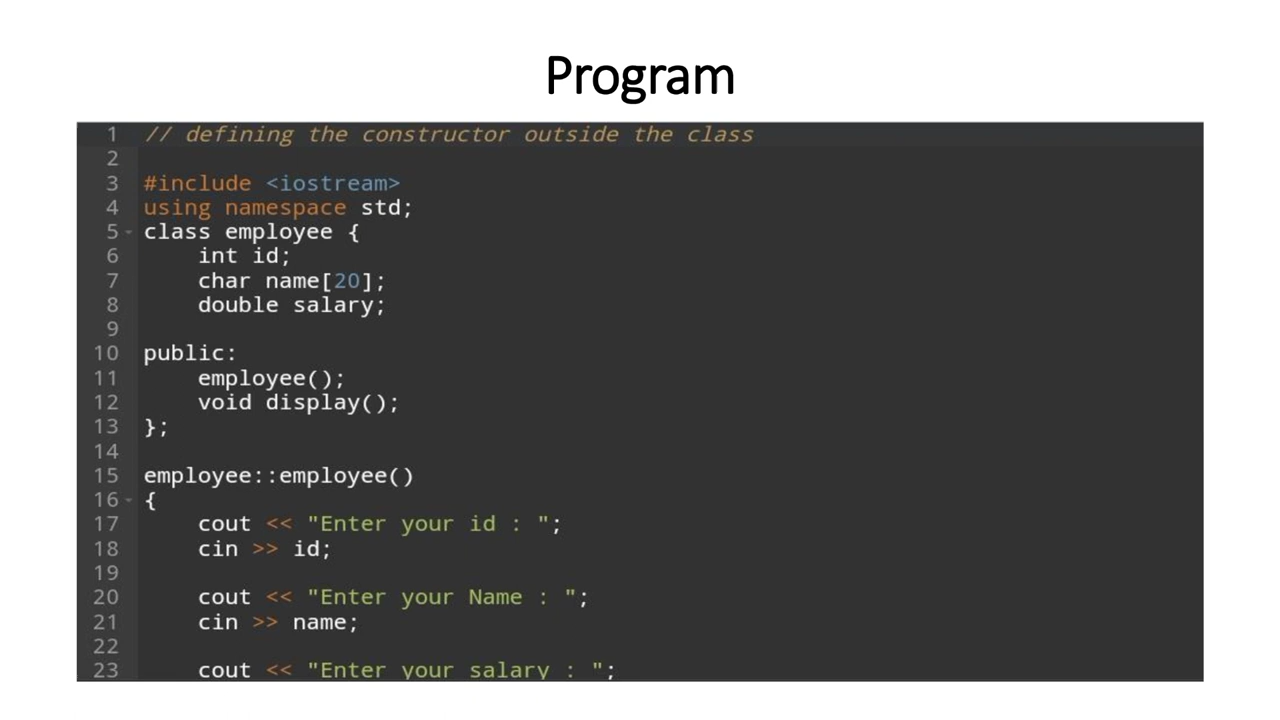 Program
1 // defining the constructor outside the class
2
3 #include <iostream>
4 using namespace std;
5 class employee {
6     int id;
7     char name[20];
8     double salary;
9
10 public:
11     employee();
12     void display();
13 };
14
15 employee::employee()
16 {
17     cout << "Enter your id : ";
18     cin >> id;
19
20     cout << "Enter your Name : ";
21     cin >> name;
22
23     cout << "Enter your salary : ";